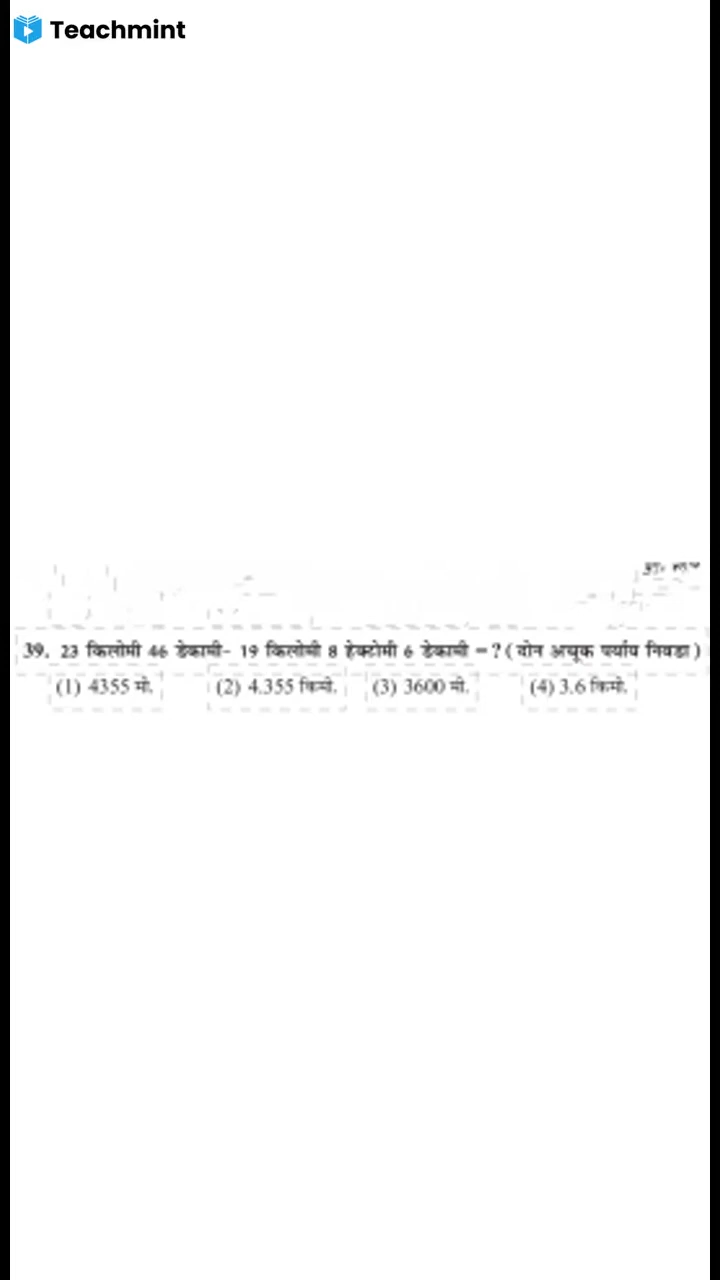 Teachmint
39. 23 किलोमी 46 डेकामी- 19 किलोमी 8 हेक्टोमी 6 डेकामी = ? ( दोन अचूक पर्याय निवडा )
(1) 4355 मी. (2) 4.355 किमी. (3) 3600 मी. (4) 3.6 किमी.